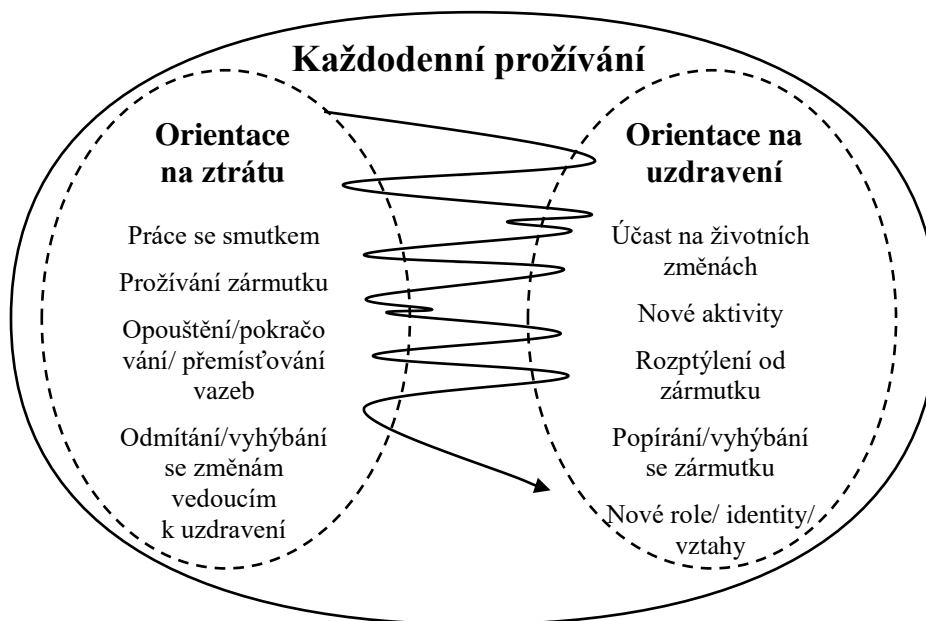 Každodenní prožívání
Orientace
na ztrátu
Práce se smutkem
Prožívání zármutku
Opouštění/pokračo
vání/ přemísťování
vazeb
Odmítání/vyhýbání
se změnám
vedoucím
k uzdravení
Orientace na
uzdravení
Účast na životních
změnách
Nové aktivity
Rozptýlení od
zármutku
Popírání/vyhýbání
se zármutku
Nové role/ identity/
vztahy